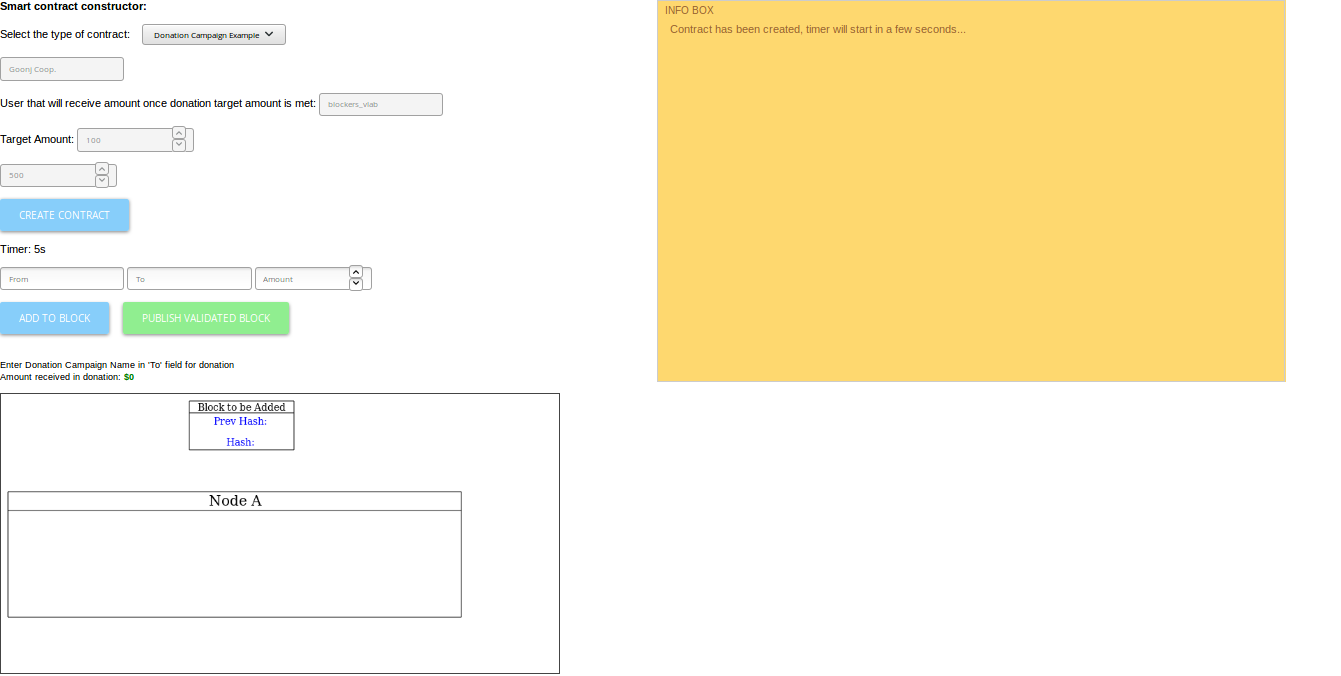 Smart contract constructor:
Select the type of contract: Donation Campaign Example
Goonj Coop.
User that will receive amount once donation target amount is met: blockers_viab
Target Amount: 100
500
CREATE CONTRACT
Timer: 5s
From To Amount
ADD TO BLOCK PUBLISH VALIDATED BLOCK
Enter Donation Campaign Name in 'To' field for donation
Amount received in donation: $0
Block to be Added
Prev Hash:
Hash:
Node A
INFO BOX
Contract has been created, timer will start in a few seconds...